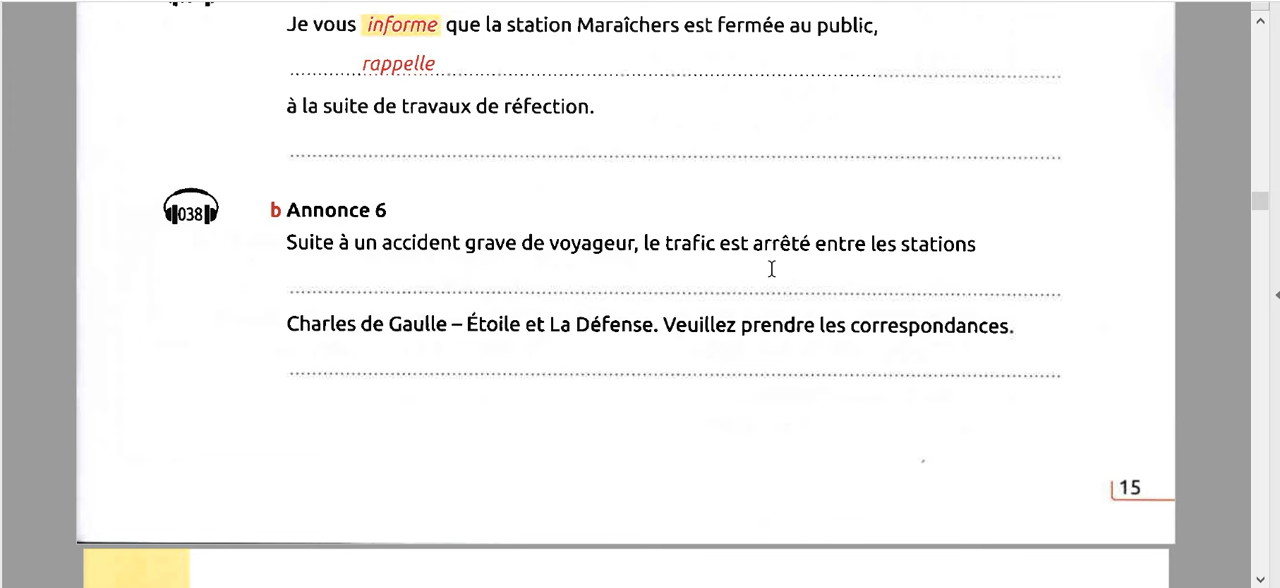 Je vous informe que la station Maraîchers est fermée au public,
rappelle
à la suite de travaux de réfection.
038
b Annonce 6
Suite à un accident grave de voyageur, le trafic est arrêté entre les stations
Charles de Gaulle – Étoile et La Défense. Veuillez prendre les correspondances.
15